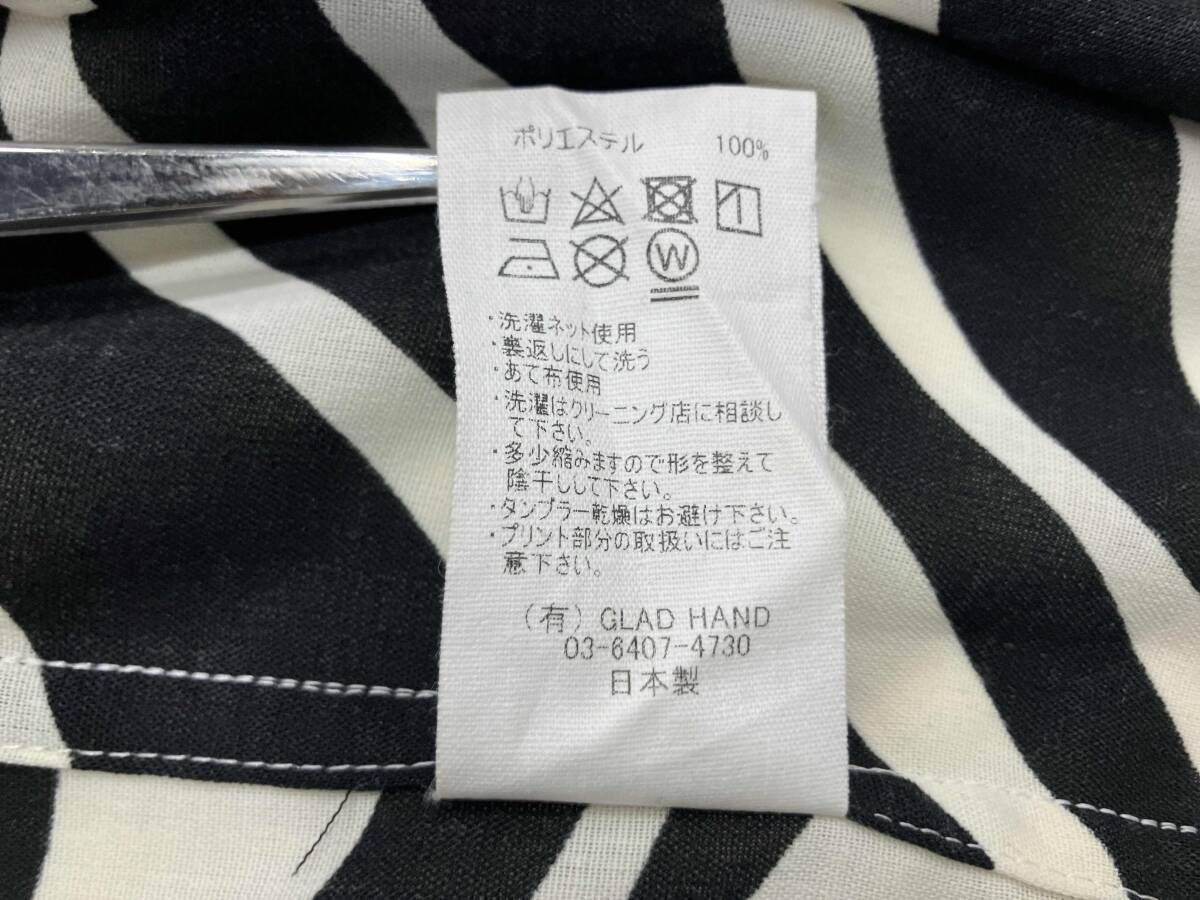 ポリエステル 100%
W
・洗濯ネット使用
・裏返しにして洗う
・あて布使用
・洗濯はクリーニング店に相談し
て下さい。
・多少縮みますので形を整えて
陰干しして下さい。
・タンブラー乾燥はお避け下さい。
・プリント部分の取扱いにはご注
意下さい。
(有)GLAD HAND
03-6407-4730
日本製